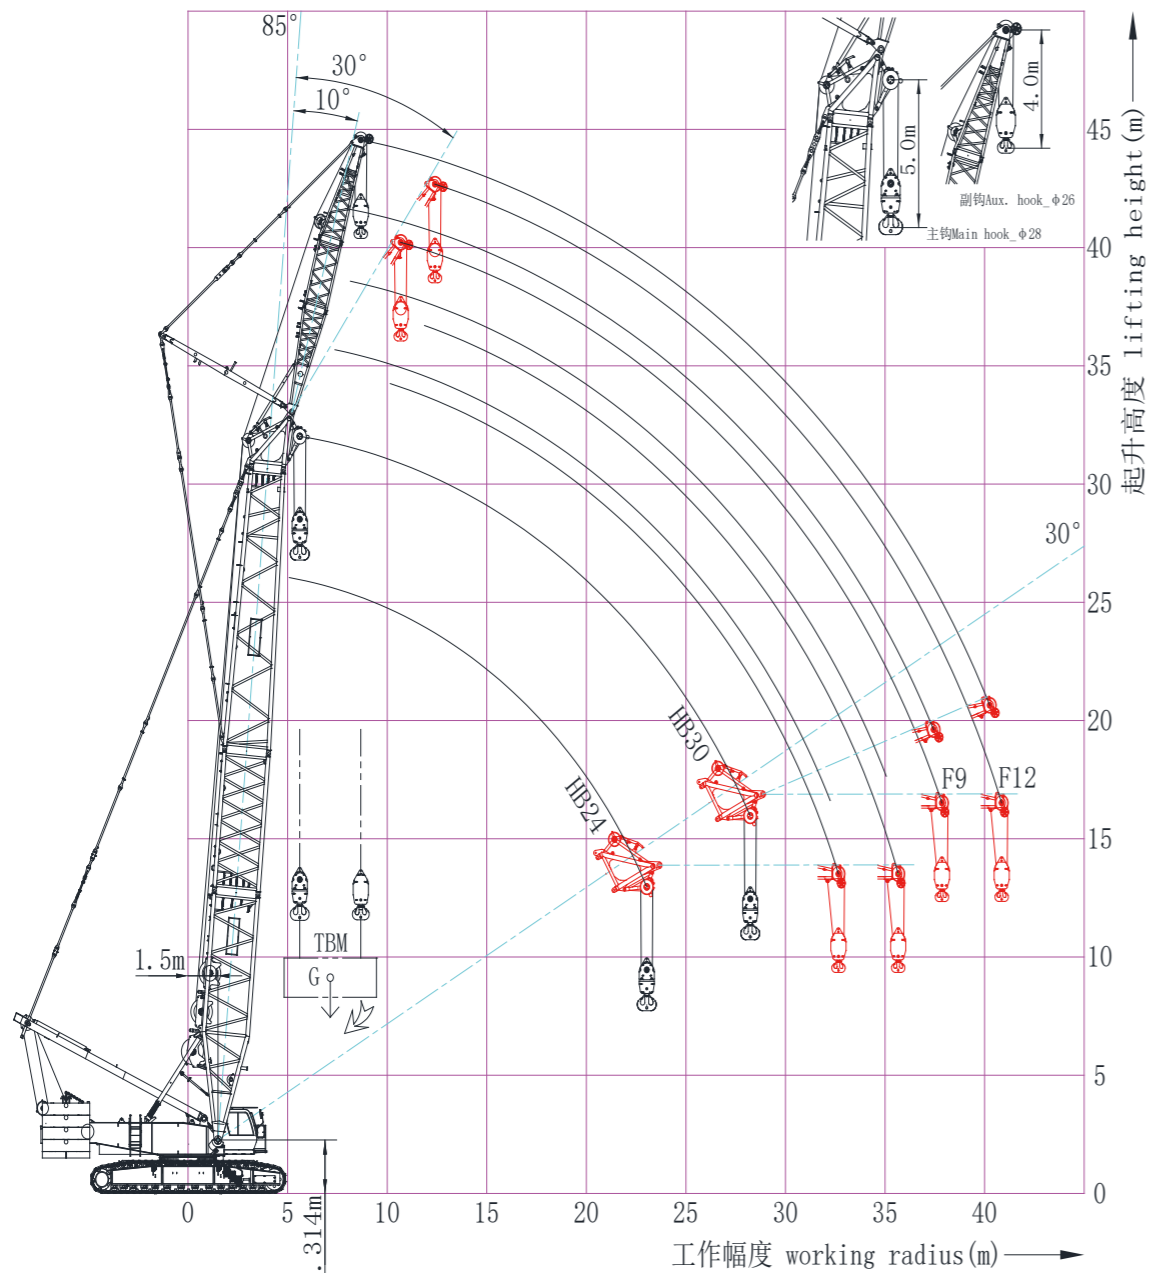 85°
30°
10°
5.0m
4.0m
副钩Aux. hook_φ26
主钩Main hook_φ28
45
40
35
30
25
20
15
10
5
0
起升高度 lifting height(m)
30°
HB30
HB24
F9
F12
TBM
G
1.5m
.314m
0
5
10
15
20
25
30
35
40
工作幅度 working radius(m)